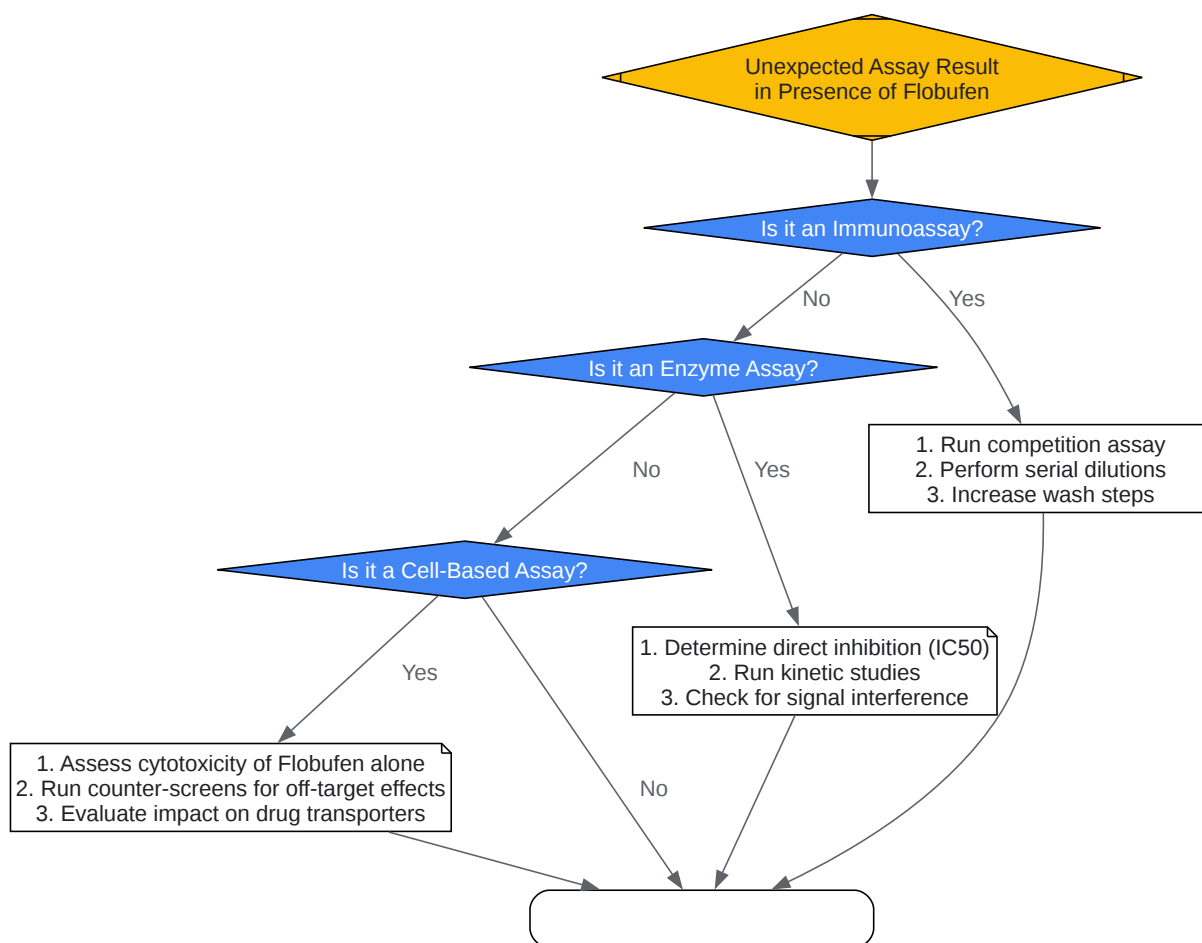 Unexpected Assay Result
in Presence of Flobufen
Is it an Immunoassay?
No
Yes
Is it an Enzyme Assay?
1. Run competition assay
2. Perform serial dilutions
3. Increase wash steps
No
Yes
Is it a Cell-Based Assay?
1. Determine direct inhibition (IC50)
2. Run kinetic studies
3. Check for signal interference
Yes
No
1. Assess cytotoxicity of Flobufen alone
2. Run counter-screens for off-target effects
3. Evaluate impact on drug transporters